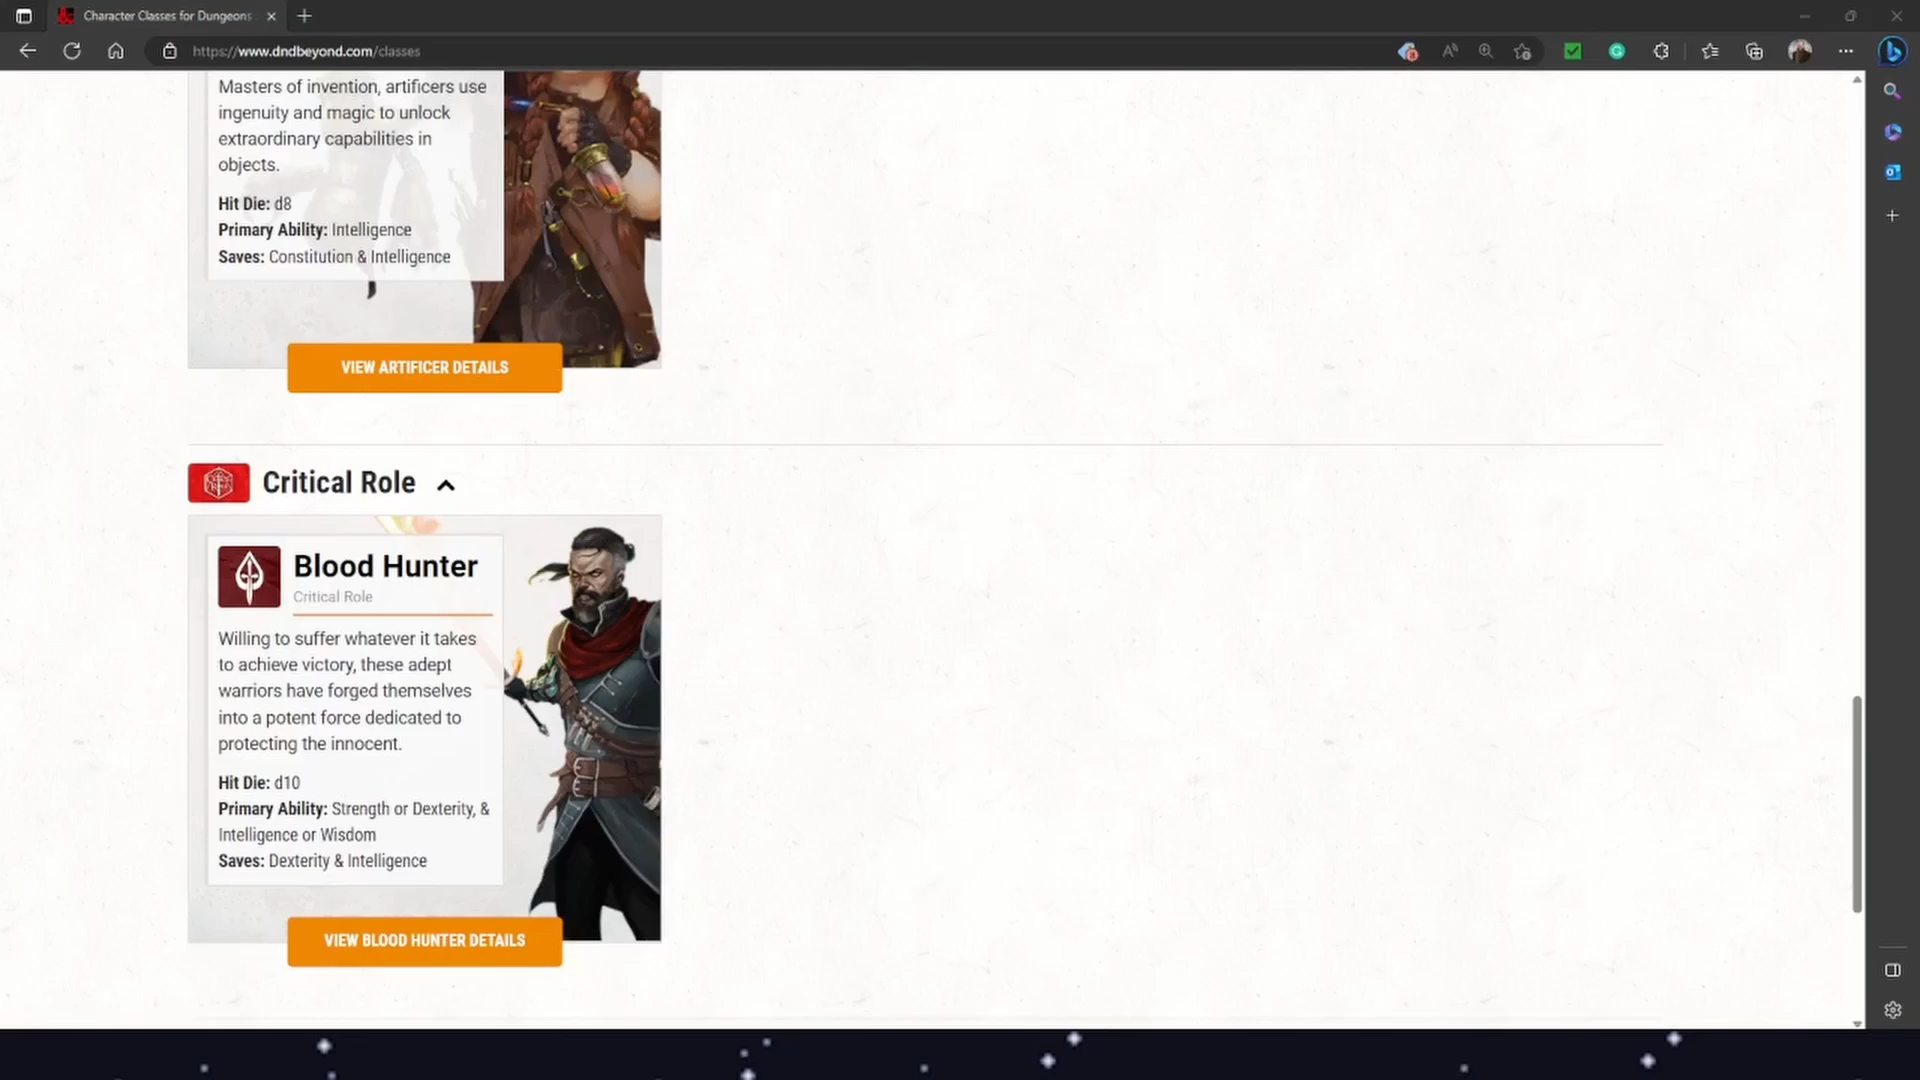 Character Classes for Dungeons
https://www.dndbeyond.com/classes
Masters of invention, artificers use
ingenuity and magic to unlock
extraordinary capabilities in
objects.
Hit Die: d8
Primary Ability: Intelligence
Saves: Constitution & Intelligence
VIEW ARTIFICER DETAILS
Critical Role
Blood Hunter
Critical Role
Willing to suffer whatever it takes
to achieve victory, these adept
warriors have forged themselves
into a potent force dedicated to
protecting the innocent.
Hit Die: d10
Primary Ability: Strength or Dexterity, &
Intelligence or Wisdom
Saves: Dexterity & Intelligence
VIEW BLOOD HUNTER DETAILS